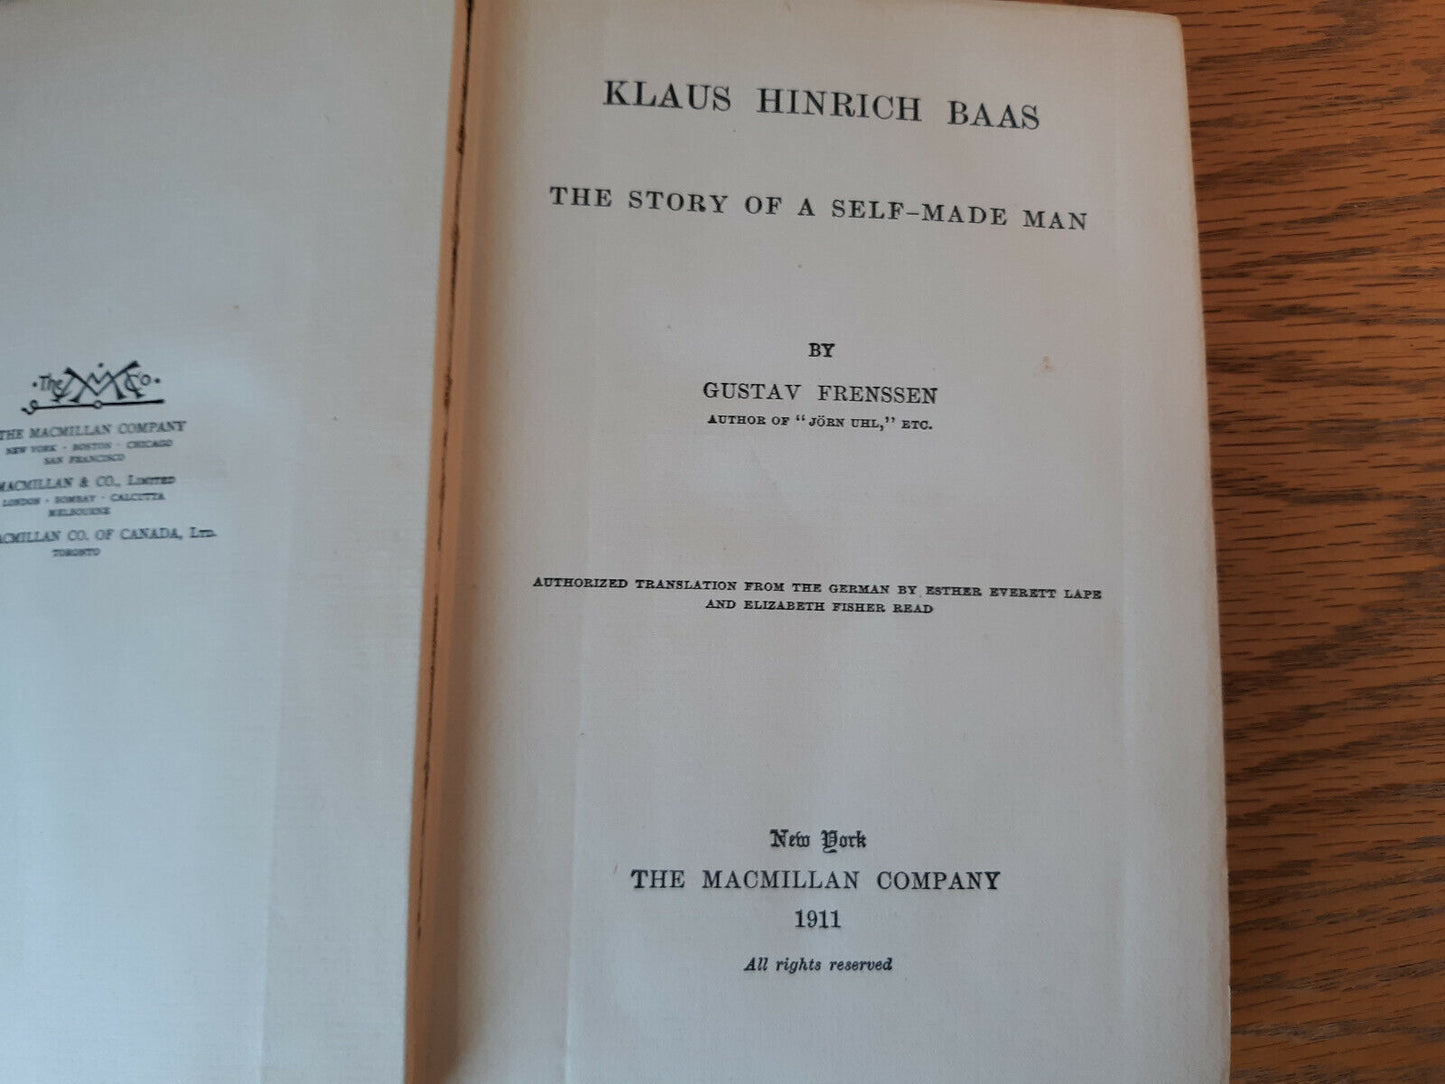 ·The M Co·
THE MACMILLAN COMPANY
NEW YORK · BOSTON · CHICAGO
SAN FRANCISCO
MACMILLAN & CO., LIMITED
LONDON · BOMBAY · CALCUTTA
MELBOURNE
ACMILLAN CO. OF CANADA, LTD.
TORONTO
KLAUS HINRICH BAAS
THE STORY OF A SELF-MADE MAN
BY
GUSTAV FRENSSEN
AUTHOR OF "JÖRN UHL," ETC.
AUTHORIZED TRANSLATION FROM THE GERMAN BY ESTHER EVERETT LAPE
AND ELIZABETH FISHER READ
New York
THE MACMILLAN COMPANY
1911
All rights reserved